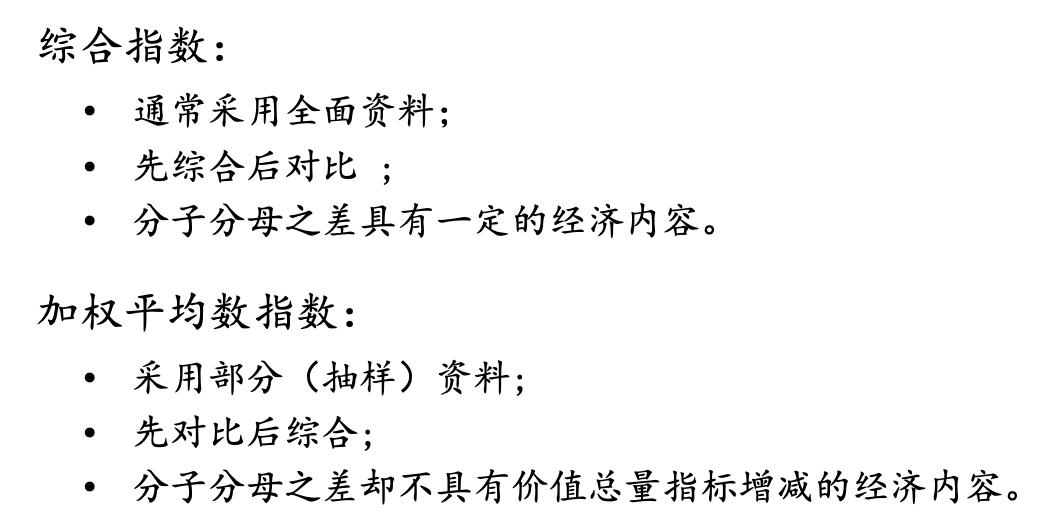 综合指数：
• 通常采用全面资料；
• 先综合后对比 ；
• 分子分母之差具有一定的经济内容。
加权平均数指数：
• 采用部分（抽样）资料；
• 先对比后综合；
• 分子分母之差却不具有价值总量指标增减的经济内容。